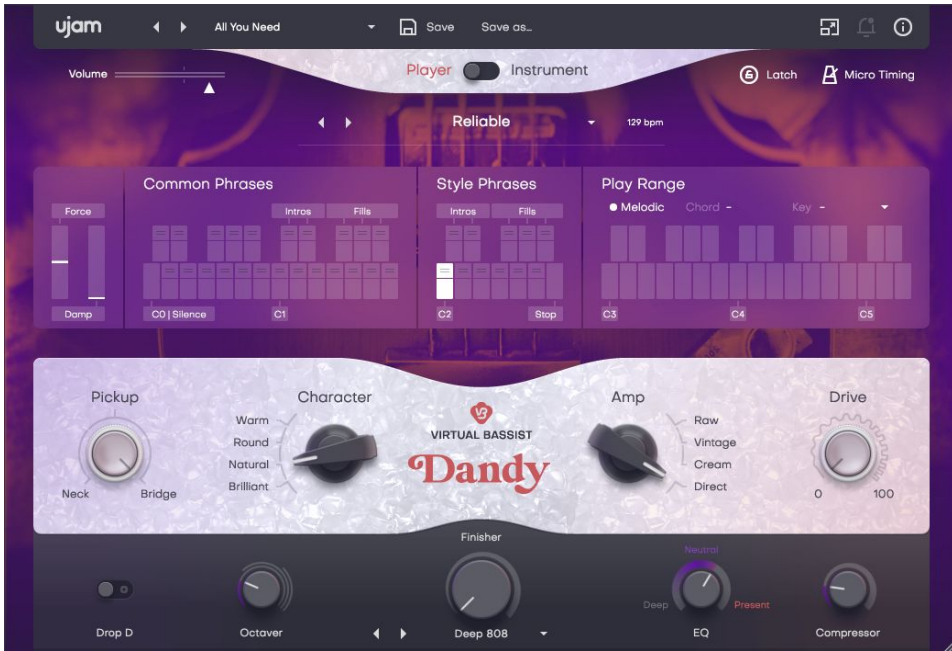 ujam All You Need Save Save as...
Volume Player Instrument Latch Micro Timing
Reliable 129 bpm
Common Phrases Style Phrases Play Range
Force Intros Fills Intros Fills Melodic Chord - Key -
Damp C0 | Silence C1 C2 Stop C3 C4 C5
Pickup Character Amp Drive
Warm Raw
VIRTUAL BASSIST
Round Vintage
Natural Dandy Cream
Brilliant Direct
Neck Bridge 0 100
Finisher
Neutral
Deep Present
Drop D Octaver Deep 808 EQ Compressor